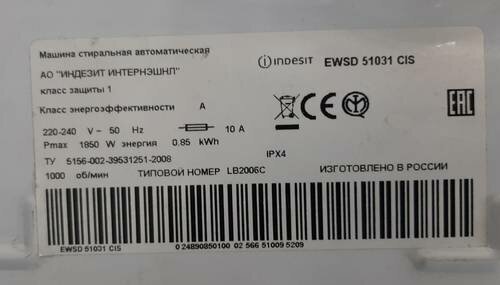 Машина стиральная автоматическая
АО "ИНДЕЗИТ ИНТЕРНЭШНЛ"
класс защиты 1
Класс энергоэффективности А
INDESIT EWSD 51031 CIS
CE
EAC
220-240 V~ 50 Hz 10 A
Pmax 1850 W энергия 0.85 kWh
IPX4
ТУ 5156-002-39531251-2008
1000 об/мин ТИПОВОЙ НОМЕР LB2006C ИЗГОТОВЛЕНО В РОССИИ
EWSD 51031 CIS 0 24890850100 02 566 51009 5209